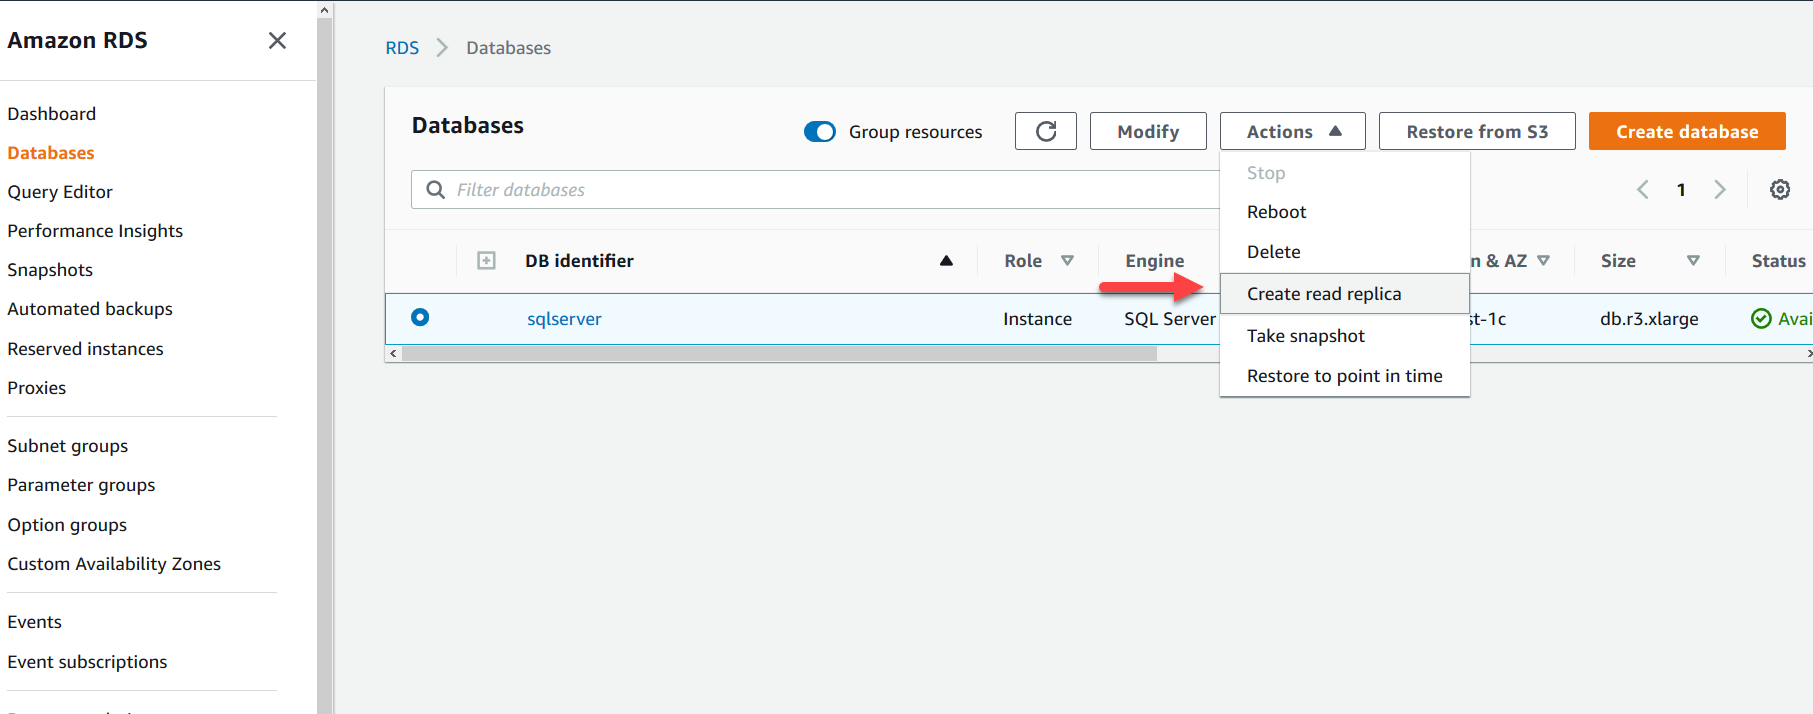 Amazon RDS
Dashboard
Databases
Query Editor
Performance Insights
Snapshots
Automated backups
Reserved instances
Proxies
Subnet groups
Parameter groups
Option groups
Custom Availability Zones
Events
Event subscriptions
RDS > Databases
Databases
Group resources
Modify
Actions
Restore from S3
Create database
Filter databases
1
Stop
Reboot
Delete
Create read replica
Take snapshot
Restore to point in time
DB identifier Role Engine n & AZ Size Status
sqlserver Instance SQL Server st-1c db.r3.xlarge Avai